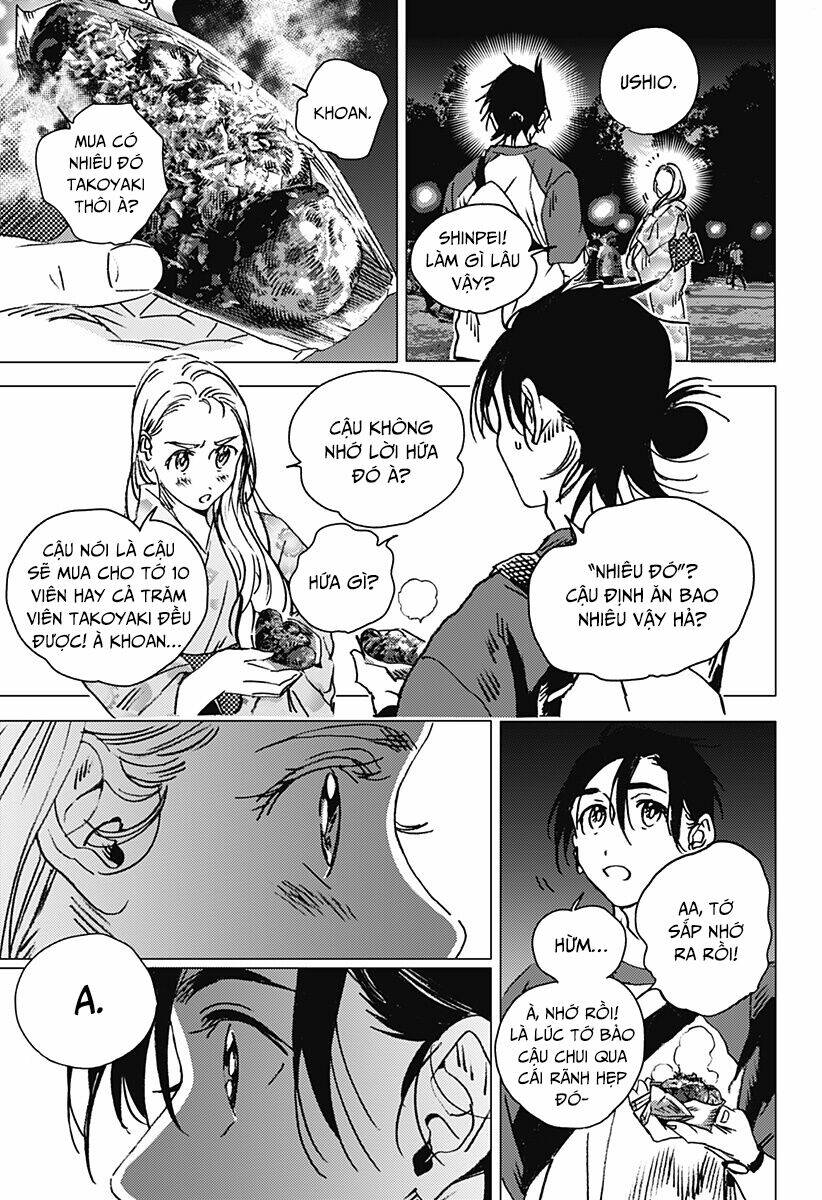 USHIO.
SHINPEI!
LÀM GÌ LÂU
VẬY?
KHOAN.
MUA CÓ
NHIÊU ĐÓ
TAKOYAKI
THÔI À?
"NHIÊU ĐÓ"?
CẬU ĐỊNH ĂN BAO
NHIÊU VẬY HẢ?
CẬU KHÔNG
NHỚ LỜI HỨA
ĐÓ À?
HỨA GÌ?
CẬU NÓI LÀ CẬU
SẼ MUA CHO TỚ 10
VIÊN HAY CẢ TRĂM
VIÊN TAKOYAKI ĐỀU
ĐƯỢC! À KHOAN...
AA, TỚ
SẮP NHỚ
RA RỒI!
HỪM...
À, NHỚ RỒI!
LÀ LÚC TỚ BẢO
CẬU CHUI QUA
CÁI RÃNH HẸP
ĐÓ~
A.